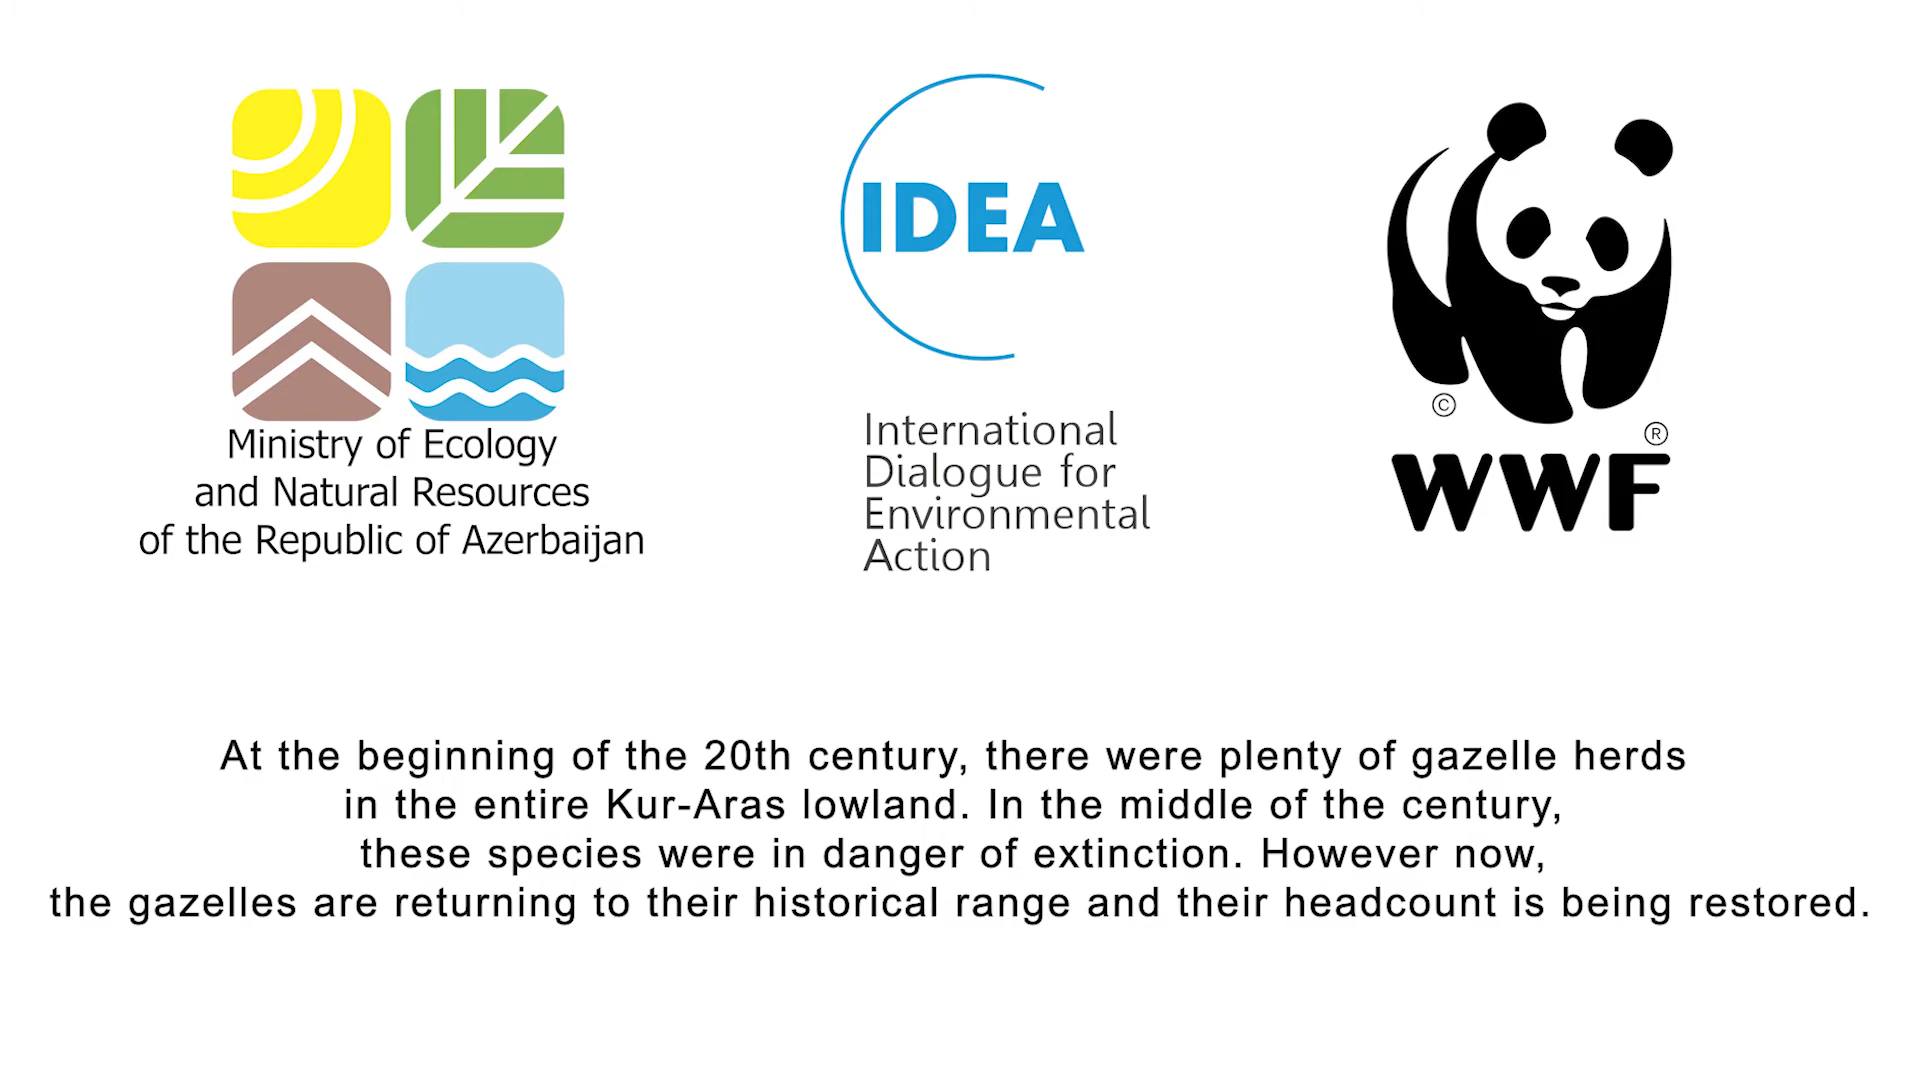 Ministry of Ecology
and Natural Resources
of the Republic of Azerbaijan
IDEA
International
Dialogue for
Environmental
Action
©
®
WWF
At the beginning of the 20th century, there were plenty of gazelle herds
in the entire Kur-Aras lowland. In the middle of the century,
these species were in danger of extinction. However now,
the gazelles are returning to their historical range and their headcount is being restored.